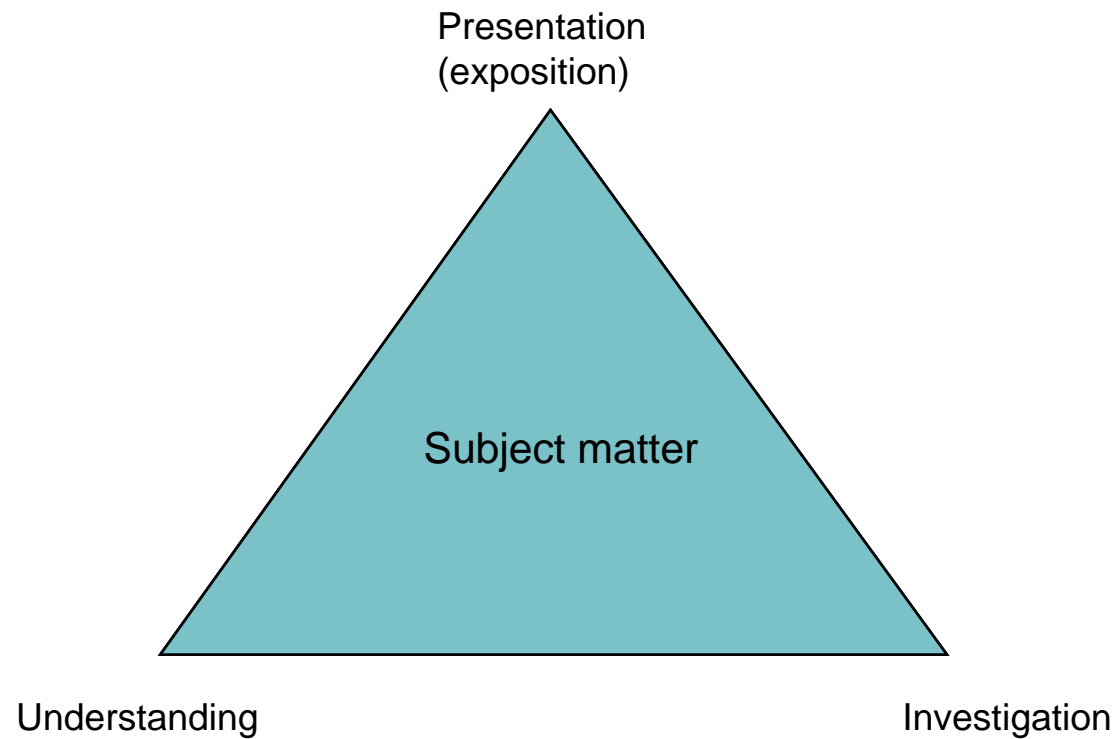 Presentation
(exposition)
Subject matter
Understanding
Investigation